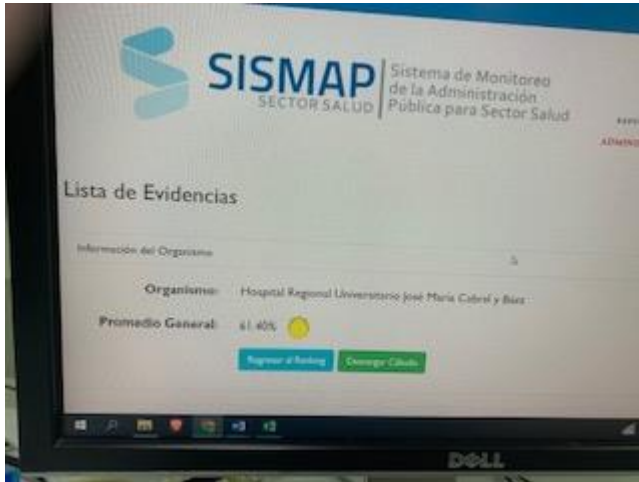 SISMAP
SECTOR SALUD
Sistema de Monitoreo
de la Administración
Pública para Sector Salud
Lista de Evidencias
Información del Organismo
Organismo: Hospital Regional Universitario José María Cabral y Báez
Promedio General: 61.40%
Regresar al Ranking
Descargar Cálculo
DELL